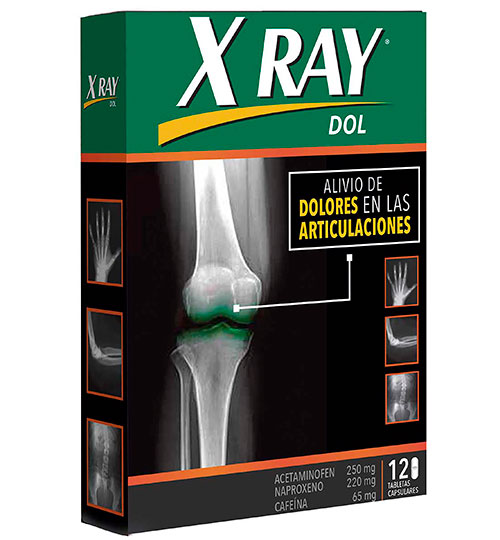 X RAY®
DOL
X RAY
DOL
ALIVIO DE
DOLORES EN LAS
ARTICULACIONES
ACETAMINOFEN 250 mg
NAPROXENO 220 mg
CAFEÍNA 65 mg
12
TABLETAS
CAPSULARES